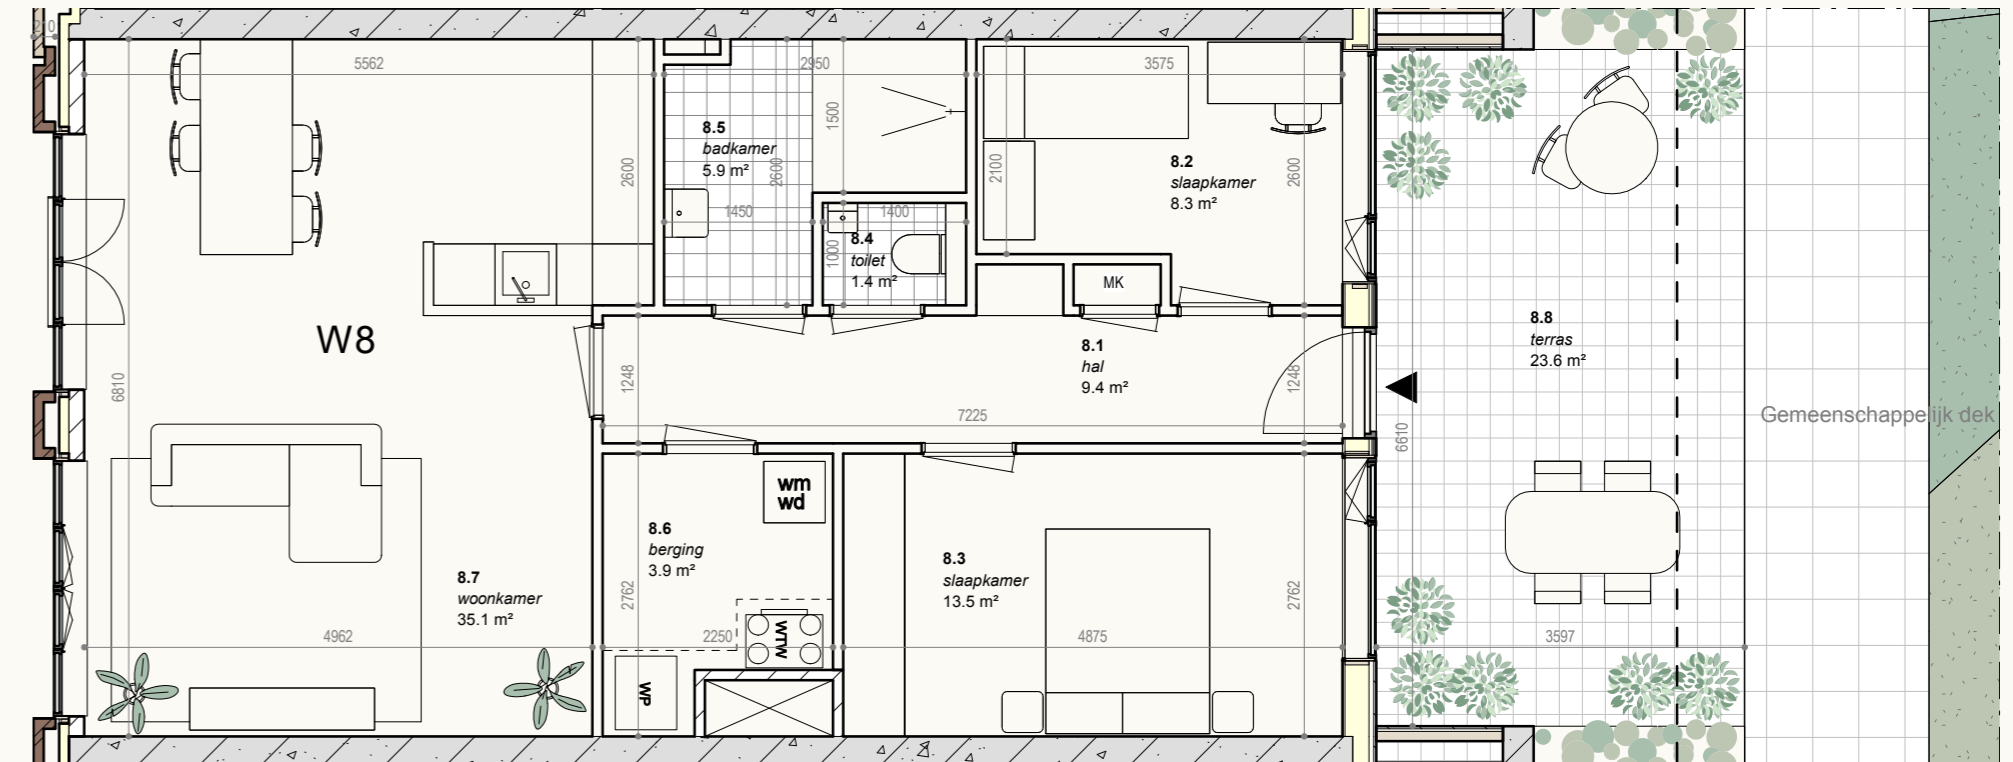 210
5562
2950
3575
1500
2600
2600
2100
2600
8.5
badkamer
5.9 m²
1450
1400
8.4
toilet
1.4 m²
1000
8.2
slaapkamer
8.3 m²
MK
W8
6810
1248
8.1
hal
9.4 m²
1248
7225
8.8
terras
23.6 m²
6610
Gemeenschappelijk dek
wm
wd
8.6
berging
3.9 m²
8.3
slaapkamer
13.5 m²
8.7
woonkamer
35.1 m²
2762
2762
4962
2250
WTW
4875
3597
WP